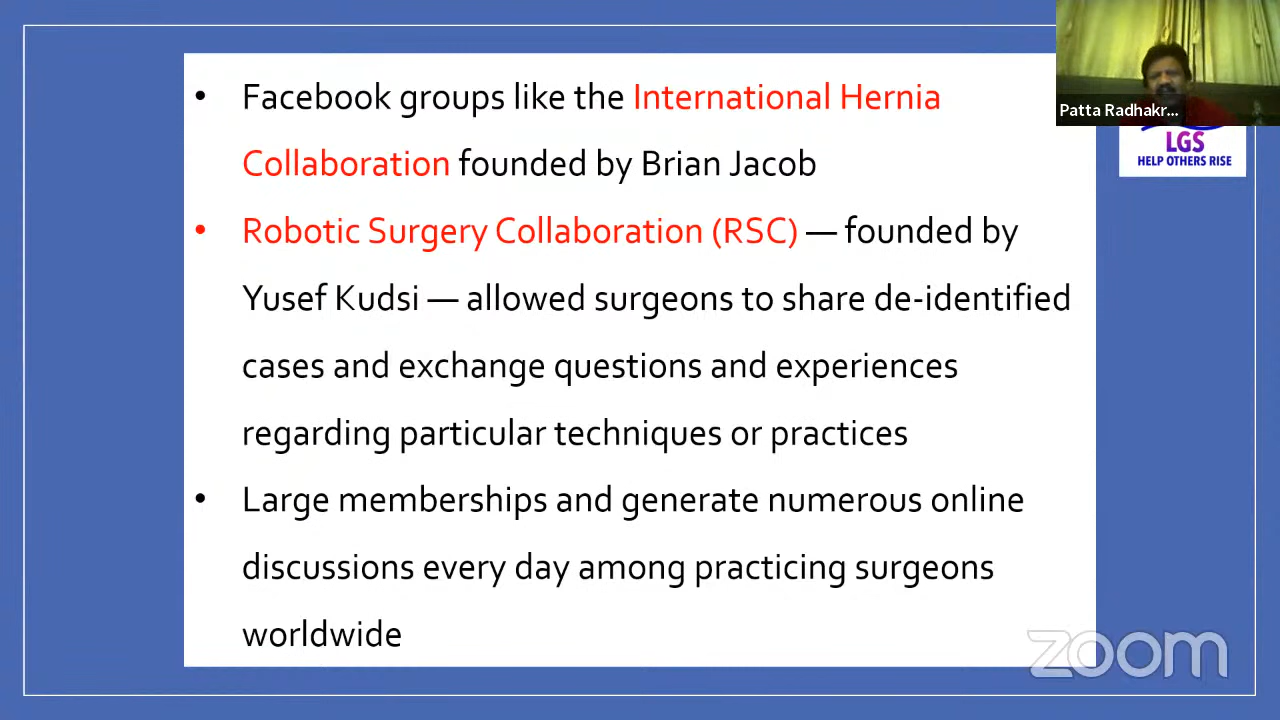 • Facebook groups like the International Hernia
Collaboration founded by Brian Jacob
• Robotic Surgery Collaboration (RSC) — founded by
Yusef Kudsi — allowed surgeons to share de-identified
cases and exchange questions and experiences
regarding particular techniques or practices
• Large memberships and generate numerous online
discussions every day among practicing surgeons
worldwide
Patta Radhakr...
LGS
HELP OTHERS RISE
zoom